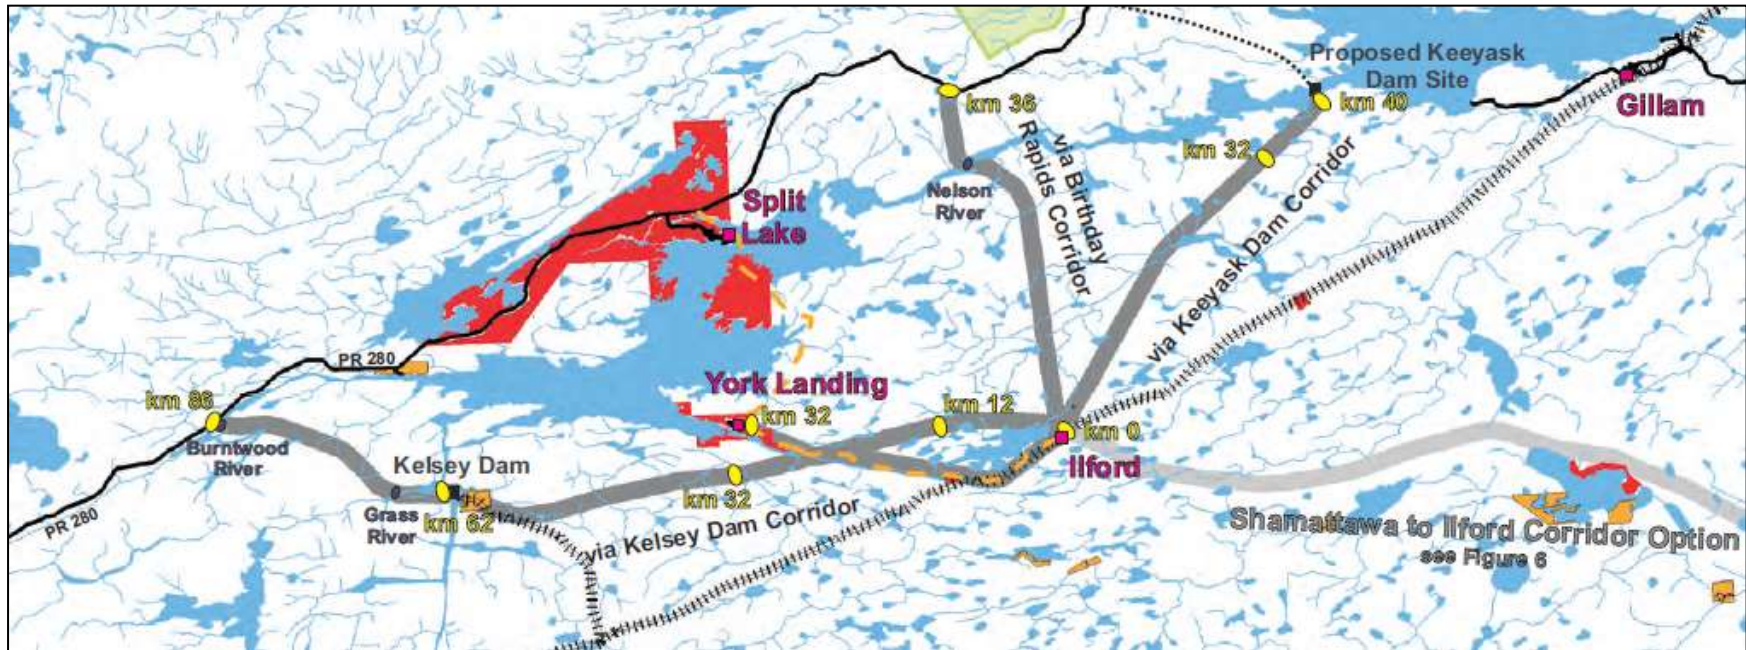 Proposed Keeyask
Dam Site
km 36
km 40
Gillam
via Birthday
Rapids Corridor
km 32
via Keeyask Dam Corridor
Nelson
River
Split
Lake
PR 280
York Landing
km 86
km 32
km 12
km 0
Burntwood
River
Kelsey Dam
Ilford
km 32
Grass
River
km 62
via Kelsey Dam Corridor
PR 280
Shamattawa to Ilford Corridor Option
see Figure 6